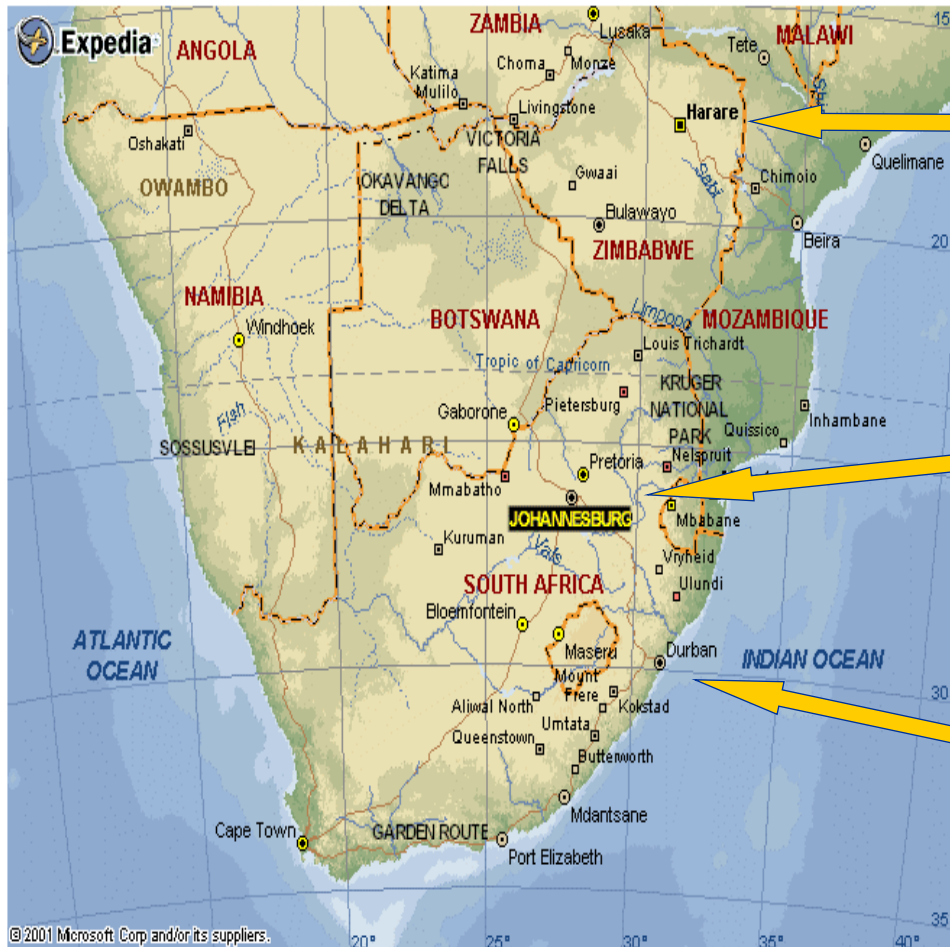 Expedia
ZAMBIA
15
ANGOLA
Lusaka
MALAWI
Tete
Choma
Monze
Katima
Mulilo
Livingstone
Harare
Oshakati
VICTORIA
FALLS
Quelimane
OWAMBO
OKAVANGO
DELTA
Gwaai
Sabi
Chimoio
Bulawayo
Beira
ZIMBABWE
20
NAMIBIA
BOTSWANA
Limpopo
MOZAMBIQUE
Windhoek
Louis Trichardt
Tropic of Capricorn
KRUGER
NATIONAL
PARK
Pietersburg
Fish
Gaborone
Inhambane
Quissico
SOSSUSVLEI
KALAHARI
Pretoria
Nelspruit
Mmabatho
JOHANNESBURG
Mbabane
Kuruman
Vaal
Vryheid
SOUTH AFRICA
Ulundi
Bloemfontein
ATLANTIC
OCEAN
Maseru
Durban
INDIAN OCEAN
Mount
Frere
30
Aliwal North
Kokstad
Umtata
Queenstown
Butterworth
Mdantsane
Cape Town
GARDEN ROUTE
Port Elizabeth
35
© 2001 Microsoft Corp and/or its suppliers.
20°
25°
30°
35°
40°